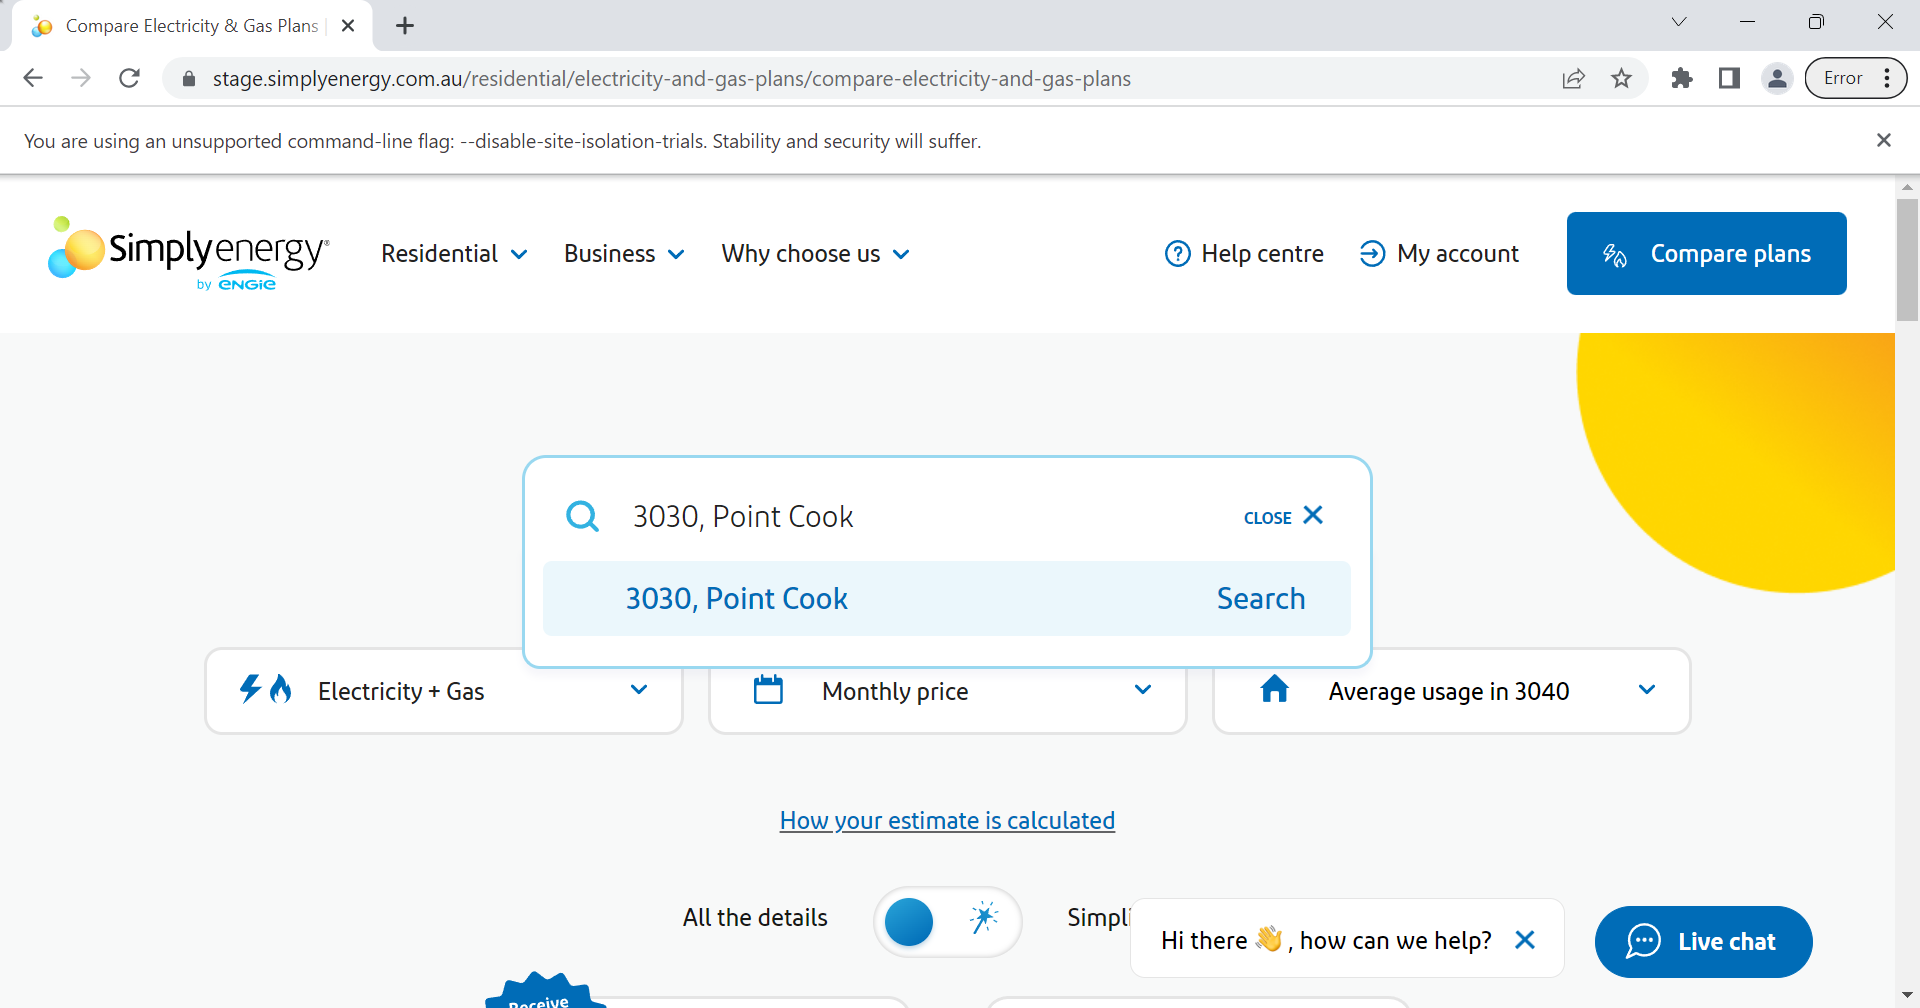 Compare Electricity & Gas Plans
stage.simplyenergy.com.au/residential/electricity-and-gas-plans/compare-electricity-and-gas-plans
Error
You are using an unsupported command-line flag: --disable-site-isolation-trials. Stability and security will suffer.
Simplyenergy®
by ENGIE
Residential
Business
Why choose us
Help centre
My account
Compare plans
3030, Point Cook
CLOSE
3030, Point Cook
Search
Electricity + Gas
Monthly price
Average usage in 3040
How your estimate is calculated
All the details
Simpli
Hi there 👋, how can we help?
Live chat
Receive